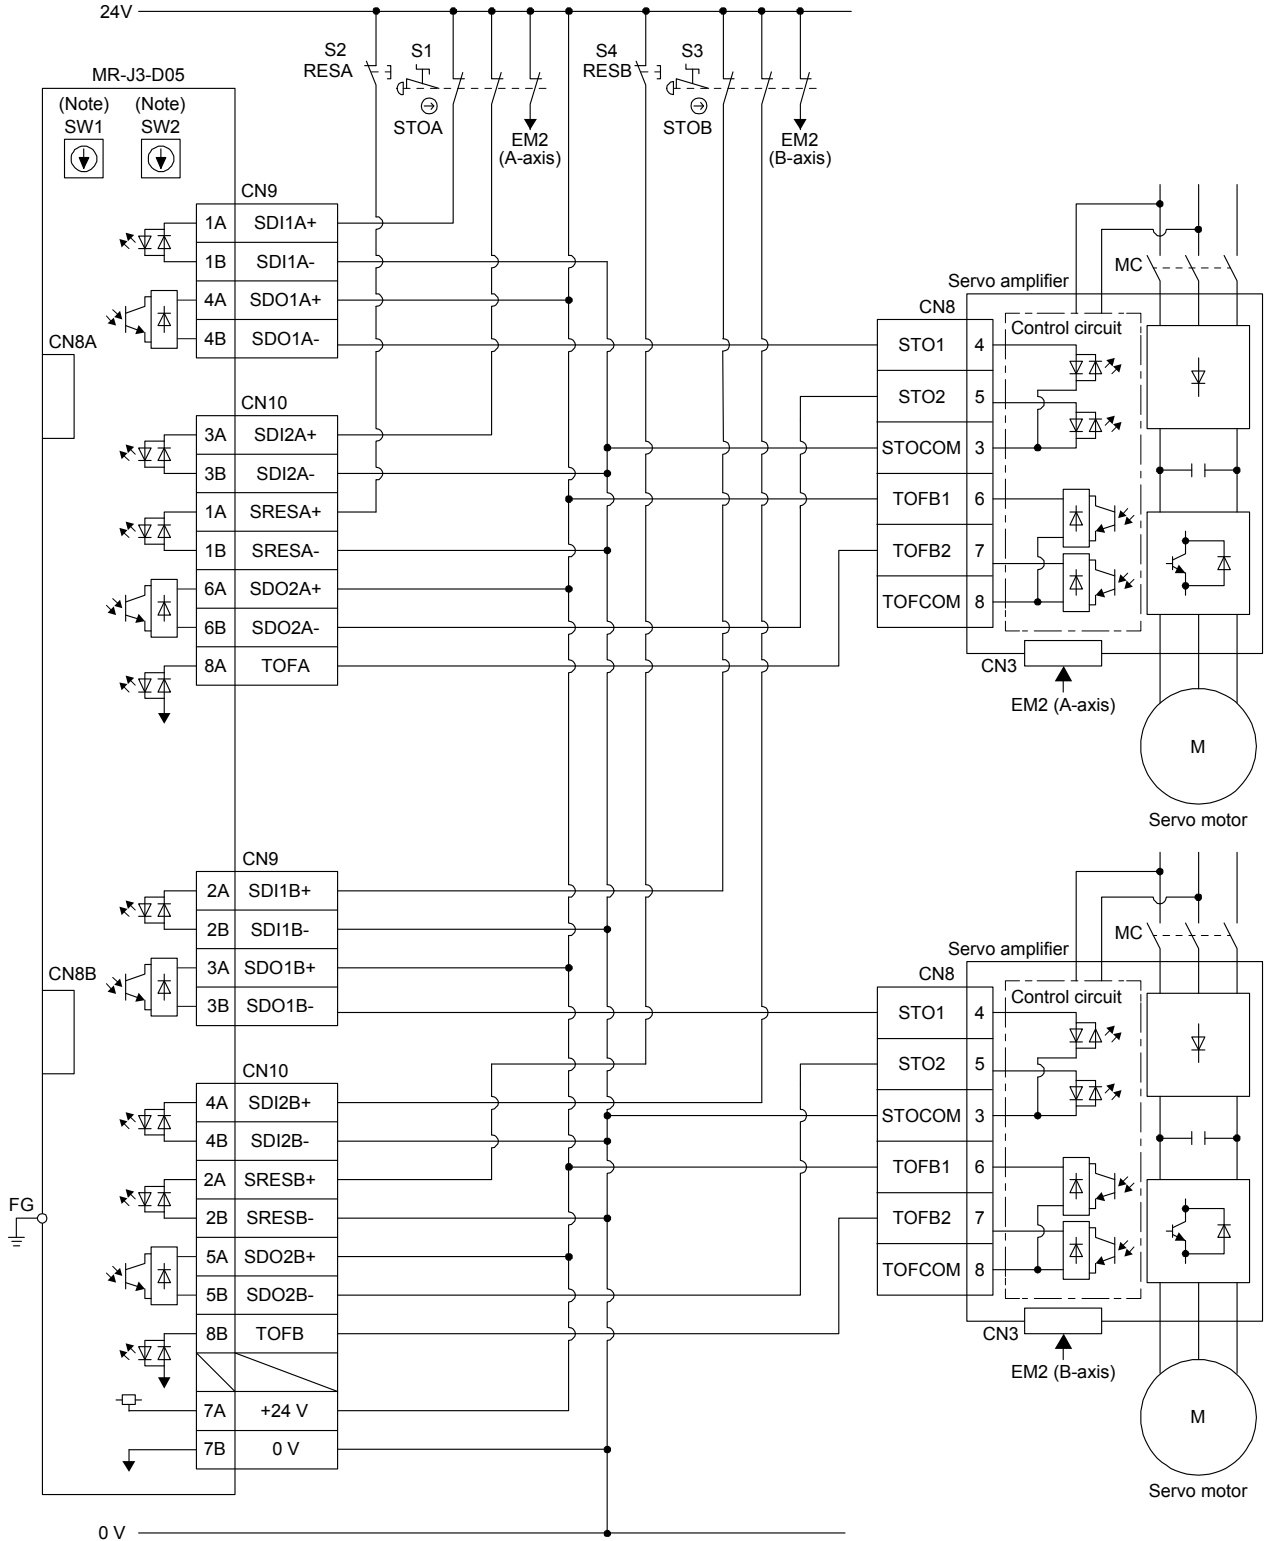 24V
S2
RESA
S1
STOA
EM2
(A-axis)
S4
RESB
S3
STOB
EM2
(B-axis)
MR-J3-D05
(Note)
SW1
(Note)
SW2
CN9
1A SDI1A+
1B SDI1A-
4A SDO1A+
4B SDO1A-
CN8A
CN10
3A SDI2A+
3B SDI2A-
1A SRESA+
1B SRESA-
6A SDO2A+
6B SDO2A-
8A TOFA
MC
Servo amplifier
CN8
Control circuit
STO1 4
STO2 5
STOCOM 3
TOFB1 6
TOFB2 7
TOFCOM 8
CN3
EM2 (A-axis)
M
Servo motor
CN9
2A SDI1B+
2B SDI1B-
3A SDO1B+
3B SDO1B-
CN8B
CN10
4A SDI2B+
4B SDI2B-
2A SRESB+
2B SRESB-
5A SDO2B+
5B SDO2B-
8B TOFB
7A +24 V
7B 0 V
FG
MC
Servo amplifier
CN8
Control circuit
STO1 4
STO2 5
STOCOM 3
TOFB1 6
TOFB2 7
TOFCOM 8
CN3
EM2 (B-axis)
M
Servo motor
0 V